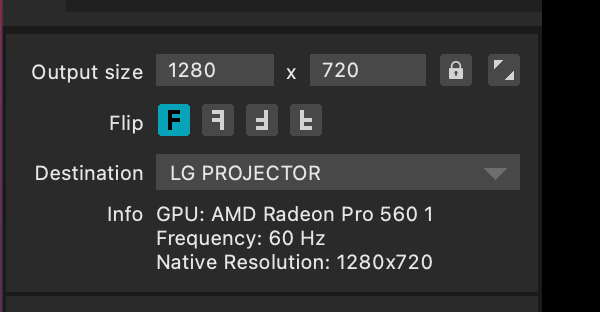 Output size 1280 x 720
Flip F
Destination LG PROJECTOR
Info GPU: AMD Radeon Pro 560 1
Frequency: 60 Hz
Native Resolution: 1280x720